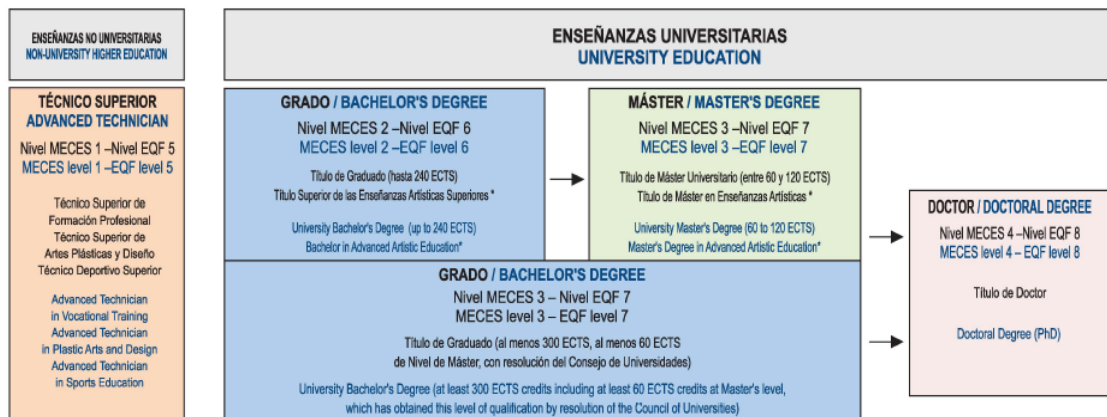 ENSEÑANZAS NO UNIVERSITARIAS
NON-UNIVERSITY HIGHER EDUCATION
ENSEÑANZAS UNIVERSITARIAS
UNIVERSITY EDUCATION
TÉCNICO SUPERIOR
ADVANCED TECHNICIAN
Nivel MECES 1 –Nivel EQF 5
MECES level 1 –EQF level 5
Técnico Superior de
Formación Profesional
Técnico Superior de
Artes Plásticas y Diseño
Técnico Deportivo Superior
Advanced Technician
in Vocational Training
Advanced Technician
in Plastic Arts and Design
Advanced Technician
in Sports Education
GRADO / BACHELOR'S DEGREE
Nivel MECES 2 –Nivel EQF 6
MECES level 2 –EQF level 6
Título de Graduado (hasta 240 ECTS)
Título Superior de las Enseñanzas Artísticas Superiores *
University Bachelor's Degree (up to 240 ECTS)
Bachelor in Advanced Artistic Education*
MÁSTER / MASTER'S DEGREE
Nivel MECES 3 –Nivel EQF 7
MECES level 3 –EQF level 7
Título de Máster Universitario (entre 60 y 120 ECTS)
Título de Máster en Enseñanzas Artísticas *
University Master's Degree (60 to 120 ECTS)
Master's Degree in Advanced Artistic Education*
GRADO / BACHELOR'S DEGREE
Nivel MECES 3 – Nivel EQF 7
MECES level 3 – EQF level 7
Título de Graduado (al menos 300 ECTS, al menos 60 ECTS
de Nivel de Máster, con resolución del Consejo de Universidades)
University Bachelor's Degree (at least 300 ECTS credits including at least 60 ECTS credits at Master's level,
which has obtained this level of qualification by resolution of the Council of Universities)
DOCTOR / DOCTORAL DEGREE
Nivel MECES 4 –Nivel EQF 8
MECES level 4 – EQF level 8
Título de Doctor
Doctoral Degree (PhD)